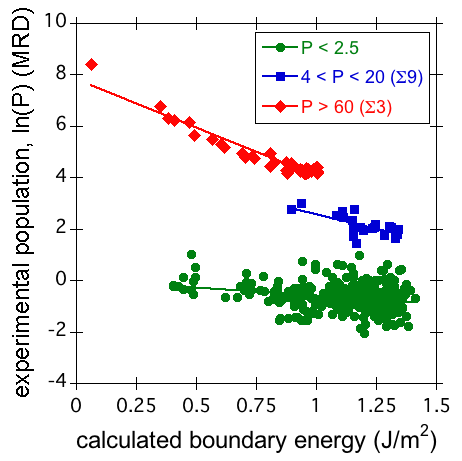 experimental population, ln(P) (MRD)
10
8
6
4
2
0
-2
-4
P < 2.5
4 < P < 20 (Σ9)
P > 60 (Σ3)
0 0.25 0.5 0.75 1 1.25 1.5
calculated boundary energy (J/m²)